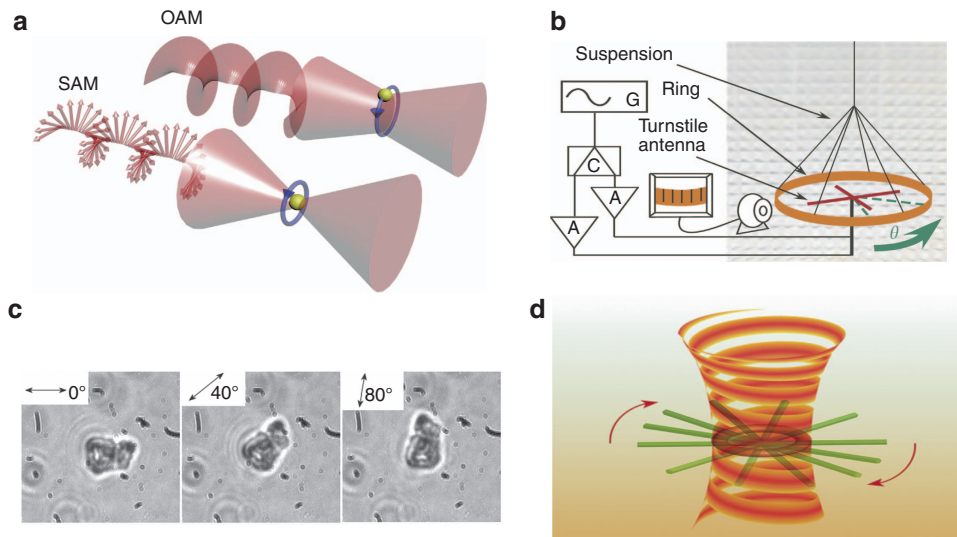 a
OAM
SAM
b
Suspension
Ring
Turnstile
antenna
G
C
A
A
θ
c
0°
40°
80°
d